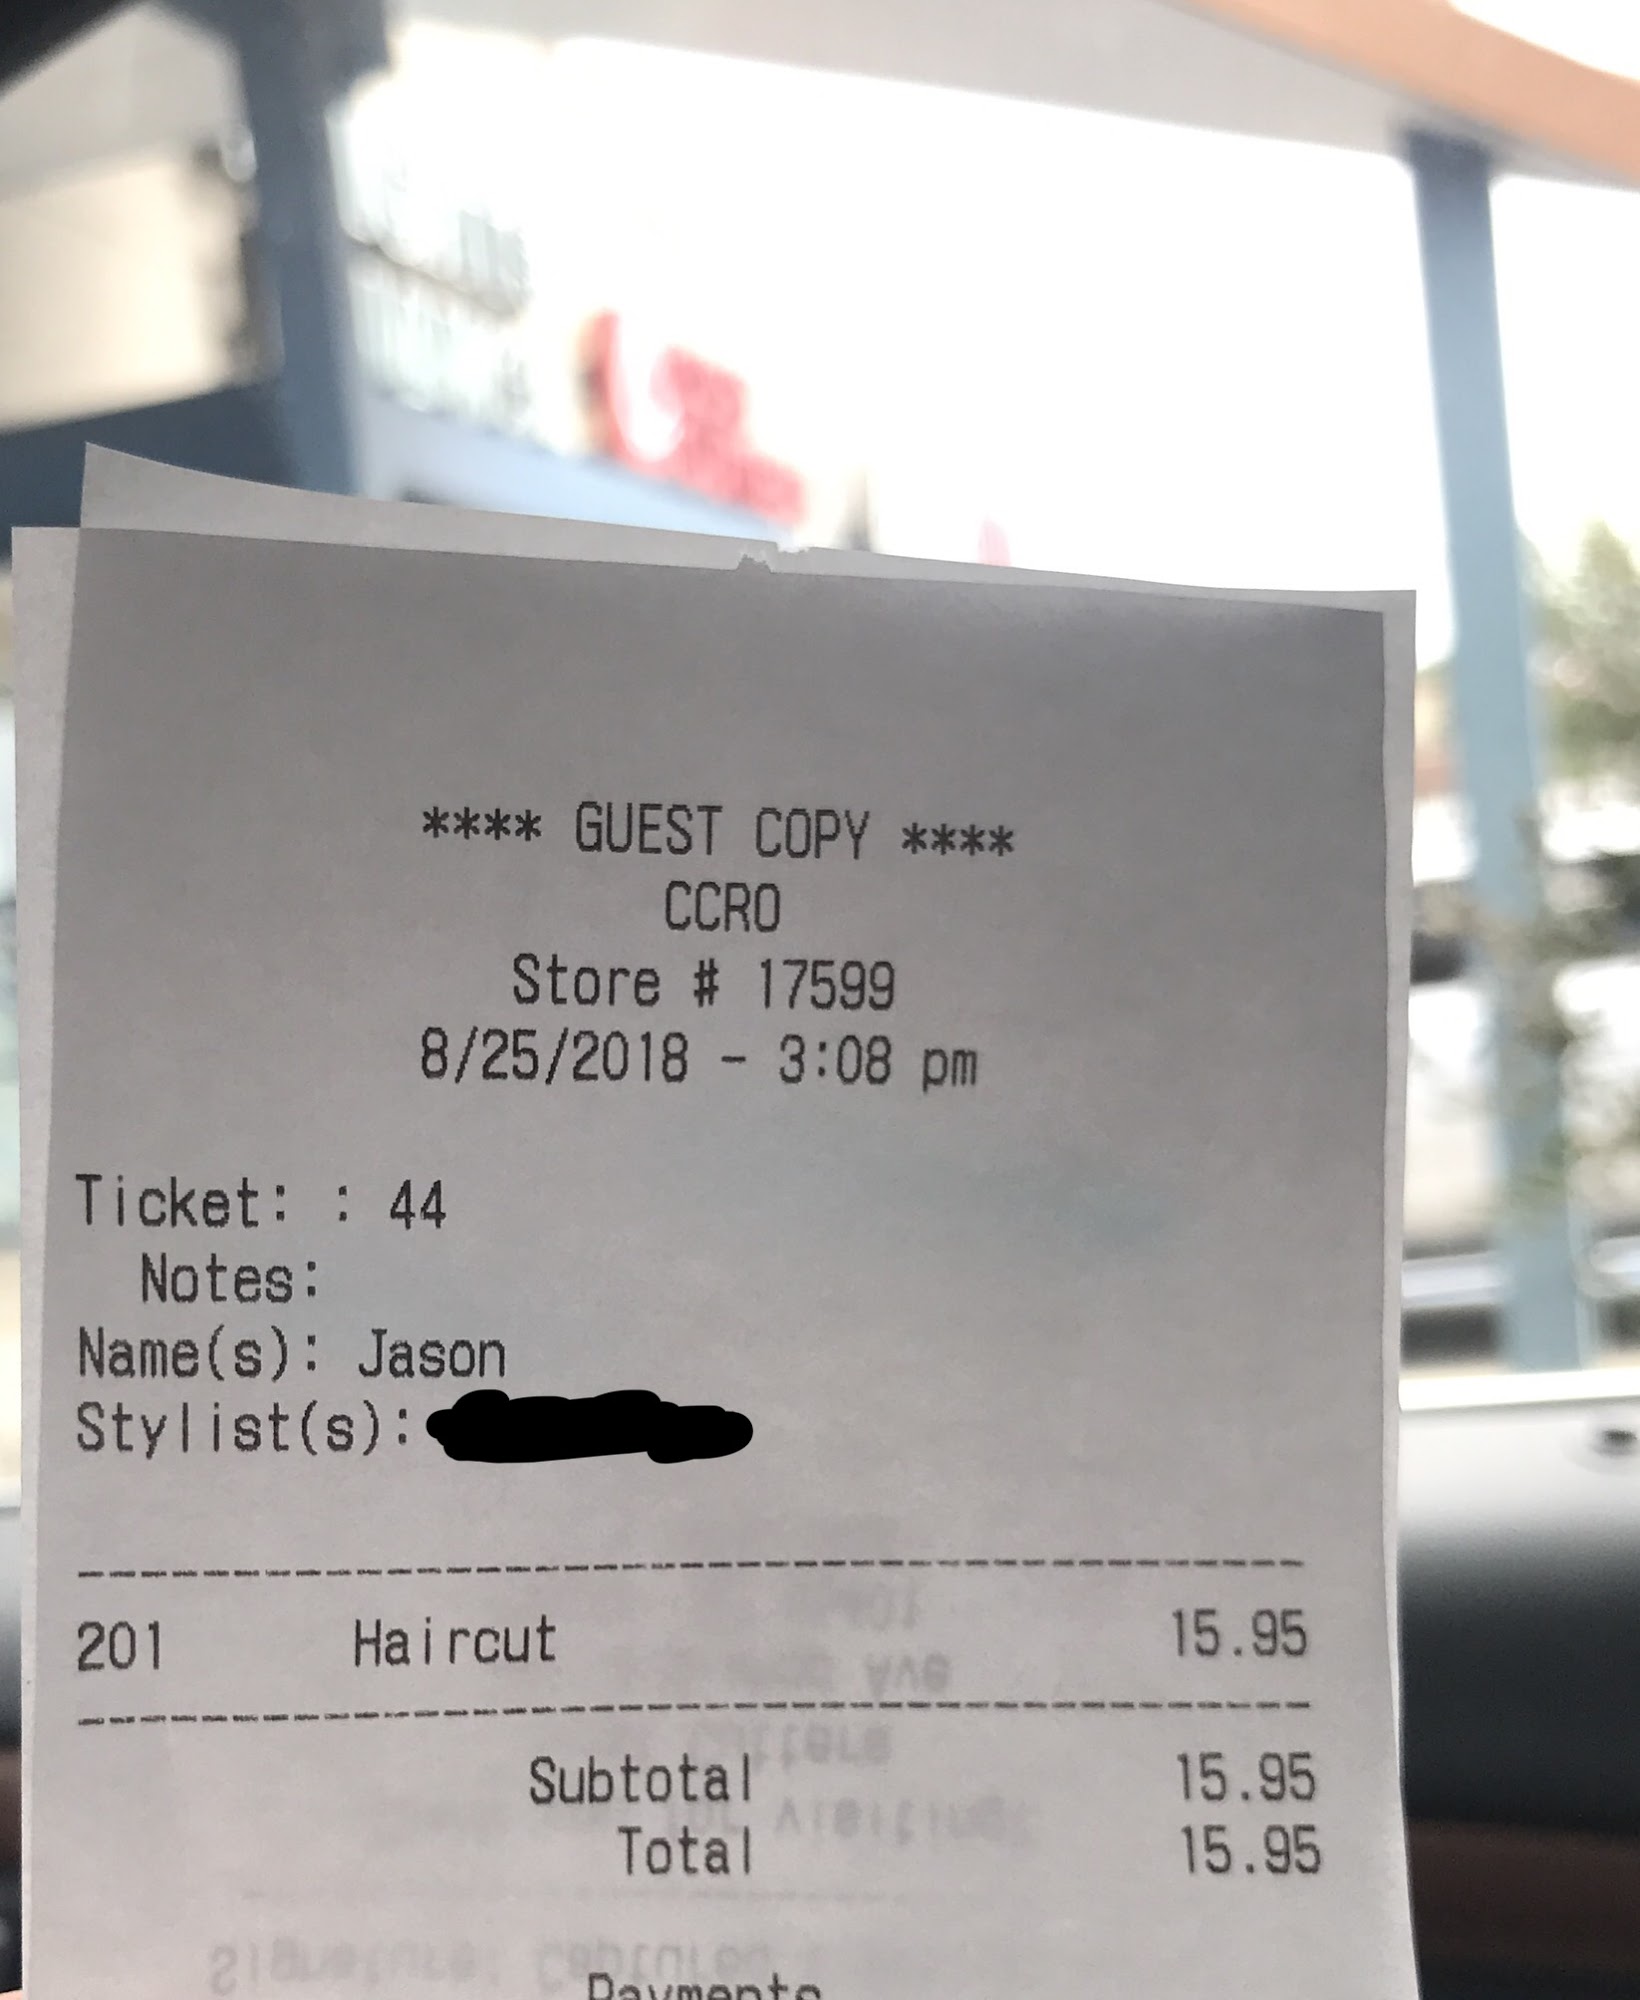 **** GUEST COPY ****
CCRO
Store # 17599
8/25/2018 - 3:08 pm
Ticket: : 44
Notes:
Name(s): Jason
Stylist(s):
201 Haircut 15.95
Subtotal 15.95
Total 15.95
Payments